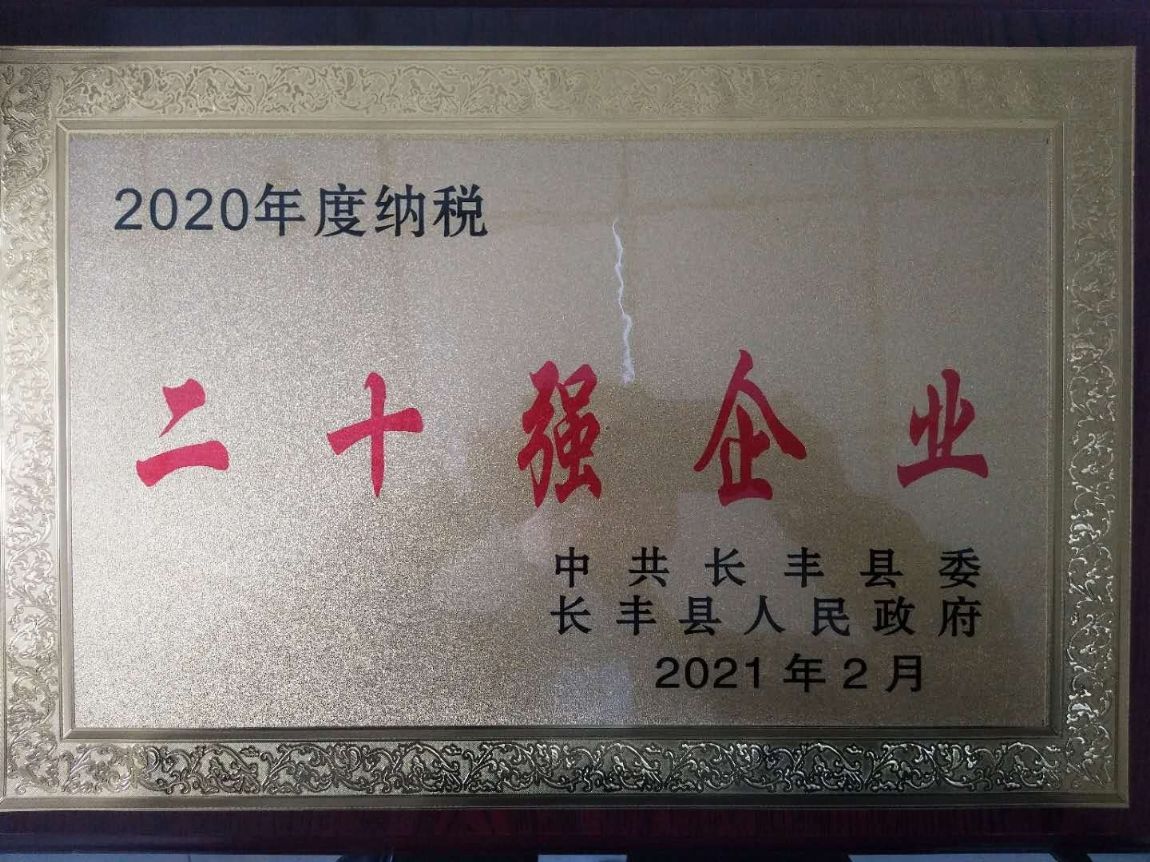 2020年度纳税
二十强企业
中共长丰县委
长丰县人民政府
2021年2月